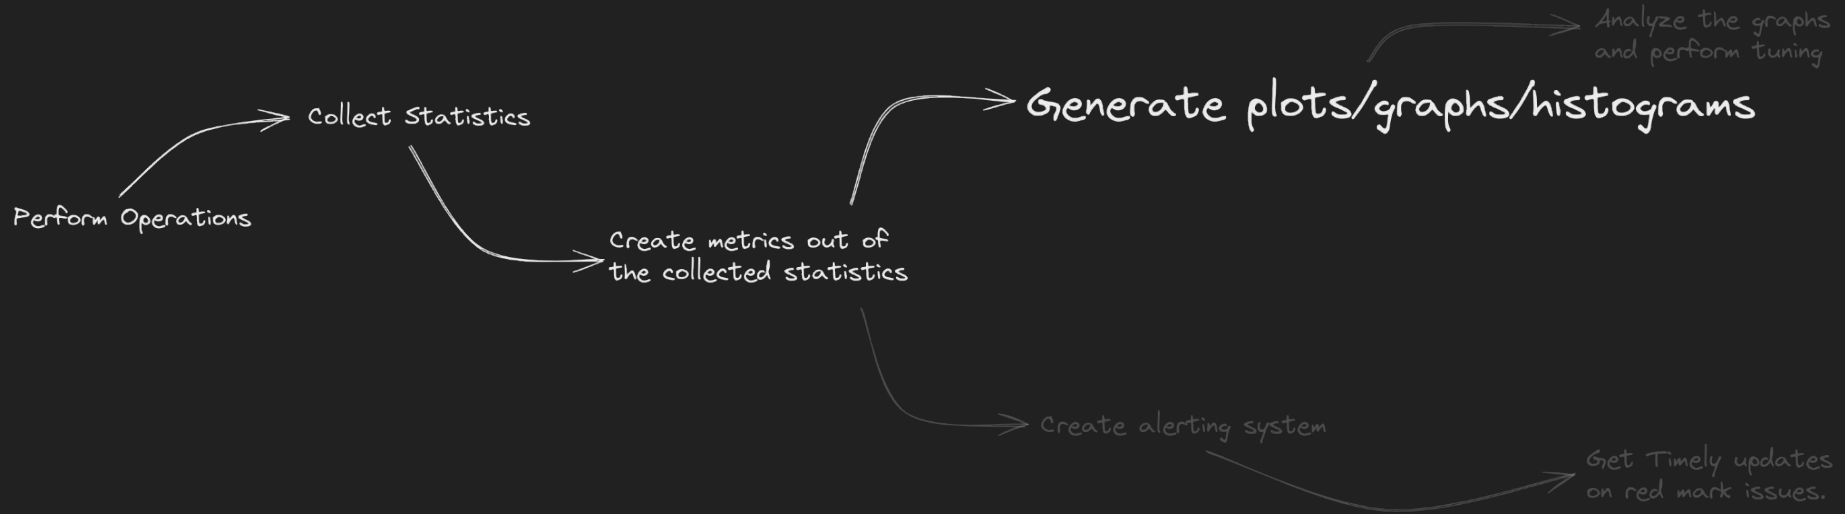 Analyze the graphs
and perform tuning
Generate plots/graphs/histograms
Collect Statistics
Perform Operations
Create metrics out of
the collected statistics
Create alerting system
Get Timely updates
on red mark issues.